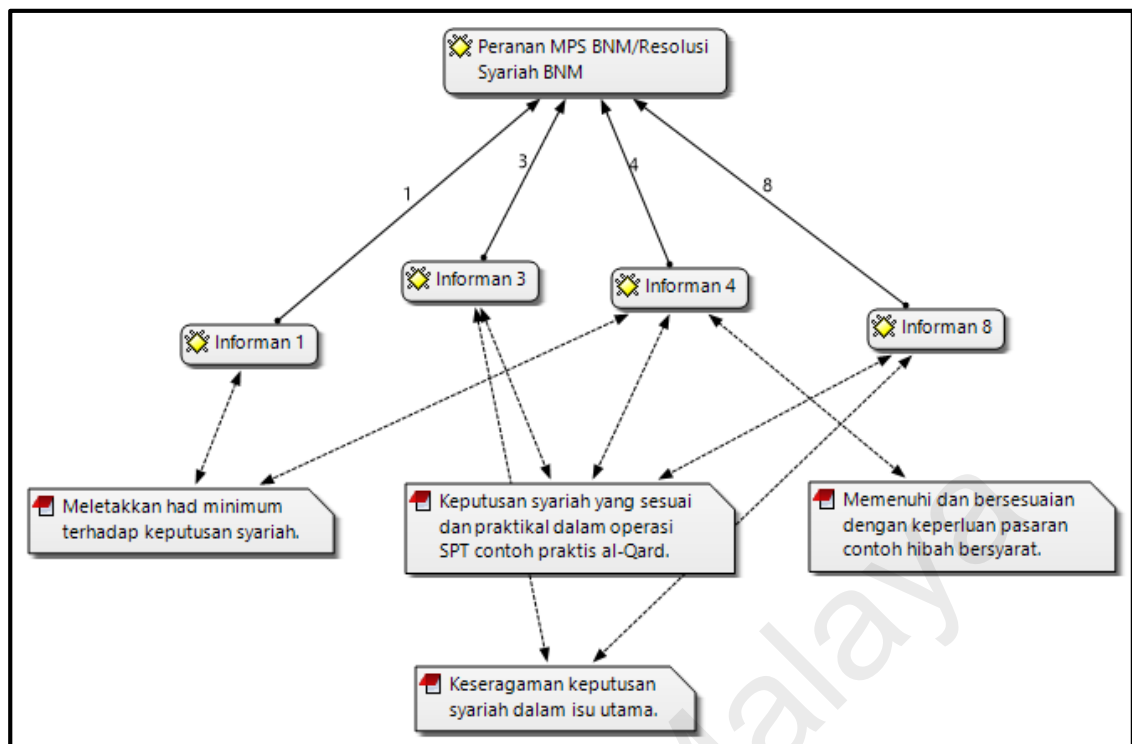 Peranan MPS BNM/Resolusi
Syariah BNM
1
3
4
8
Informan 3
Informan 4
Informan 8
Informan 1
Meletakkan had minimum
terhadap keputusan syariah.
Keputusan syariah yang sesuai
dan praktikal dalam operasi
SPT contoh praktis al-Qard.
Memenuhi dan bersesuaian
dengan keperluan pasaran
contoh hibah bersyarat.
Keseragaman keputusan
syariah dalam isu utama.
Malaya